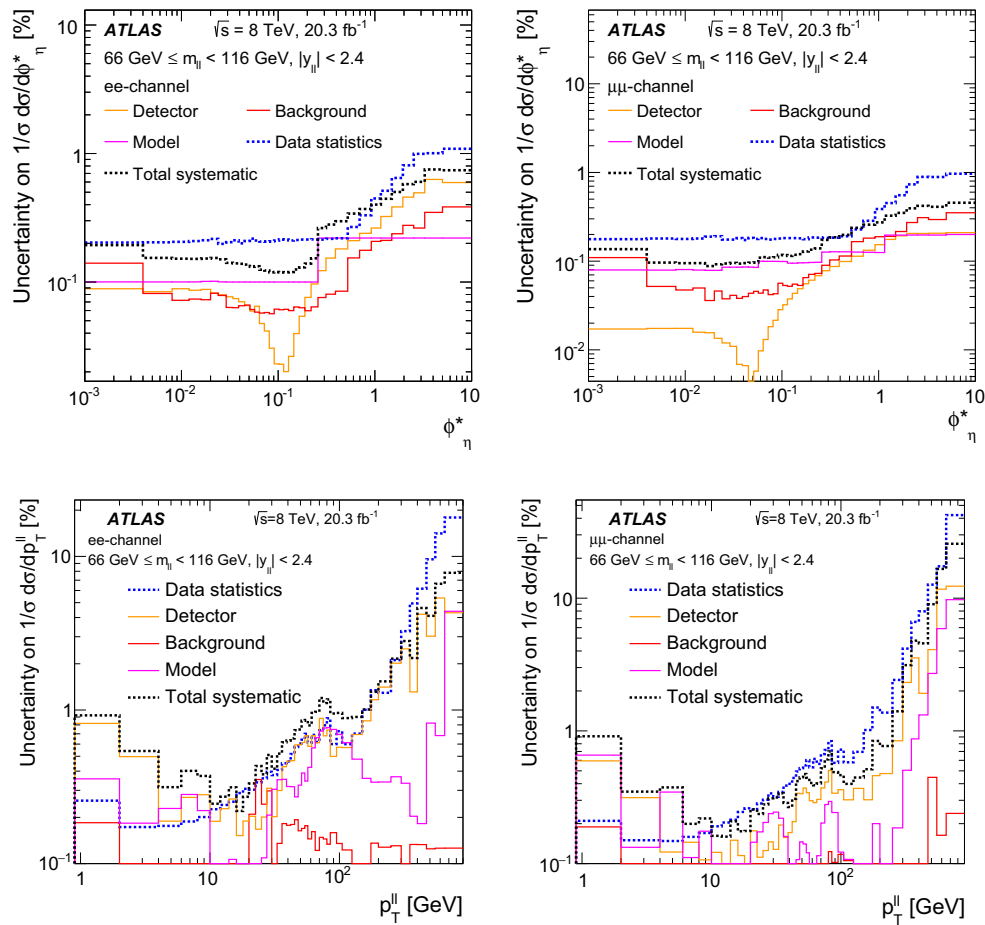 Uncertainty on 1/σ dσ/dϕ*η [%]
10
1
10⁻¹
ATLAS √s = 8 TeV, 20.3 fb⁻¹
66 GeV ≤ mll < 116 GeV, |yll| < 2.4
ee-channel
Detector Background
Model Data statistics
Total systematic
10⁻³ 10⁻² 10⁻¹ 1 10
ϕ*η
Uncertainty on 1/σ dσ/dϕ*η [%]
10
1
10⁻¹
10⁻²
ATLAS √s = 8 TeV, 20.3 fb⁻¹
66 GeV ≤ mll < 116 GeV, |yll| < 2.4
μμ-channel
Detector Background
Model Data statistics
Total systematic
10⁻³ 10⁻² 10⁻¹ 1 10
ϕ*η
Uncertainty on 1/σ dσ/dpTll [%]
10
1
10⁻¹
ATLAS √s=8 TeV, 20.3 fb⁻¹
ee-channel
66 GeV ≤ mll < 116 GeV, |yll| < 2.4
Data statistics
Detector
Background
Model
Total systematic
1 10 10²
pTll [GeV]
Uncertainty on 1/σ dσ/dpTll [%]
10
1
10⁻¹
ATLAS √s=8 TeV, 20.3 fb⁻¹
μμ-channel
66 GeV ≤ mll < 116 GeV, |yll| < 2.4
Data statistics
Detector
Background
Model
Total systematic
1 10 10²
pTll [GeV]